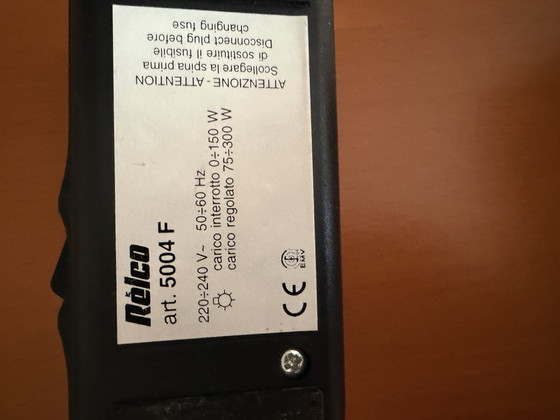 Relco
art. 5004 F
220÷240 V~ 50÷60 Hz
carico interrotto 0÷150 W
carico regolato 75÷300 W
CE
EMV
ATTENZIONE - ATTENTION
Scollegare la spina prima
di sostituire il fusibile
Disconnect plug before
changing fuse